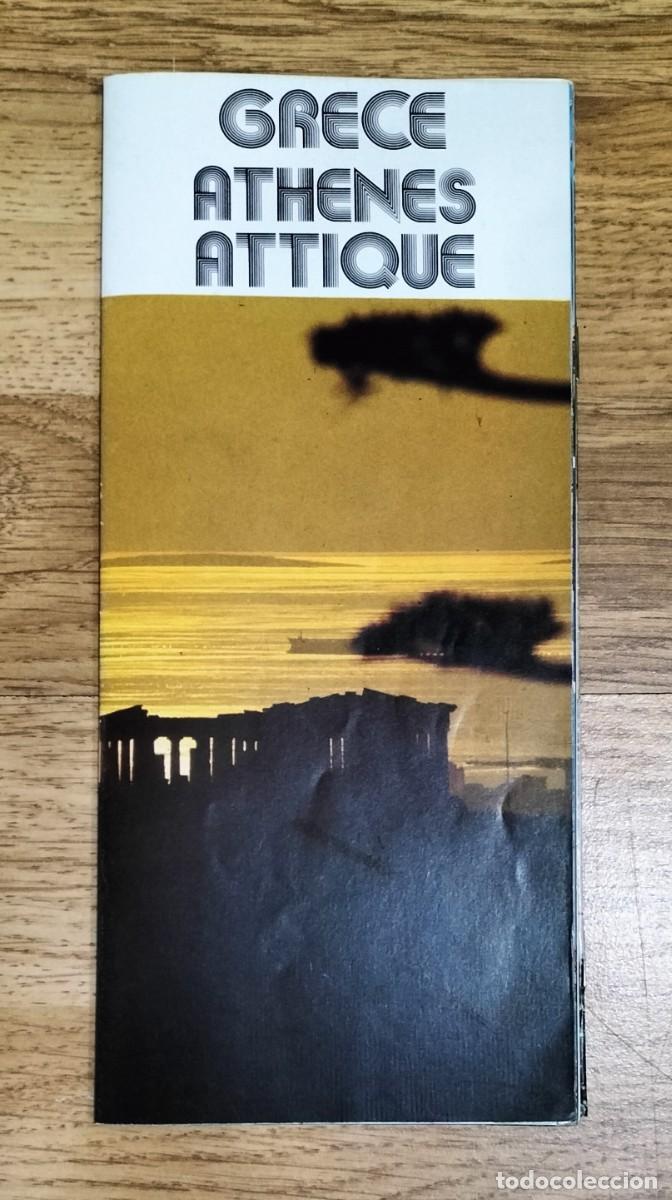 GRECE
ATHENES
ATTIQUE
todocoleccion